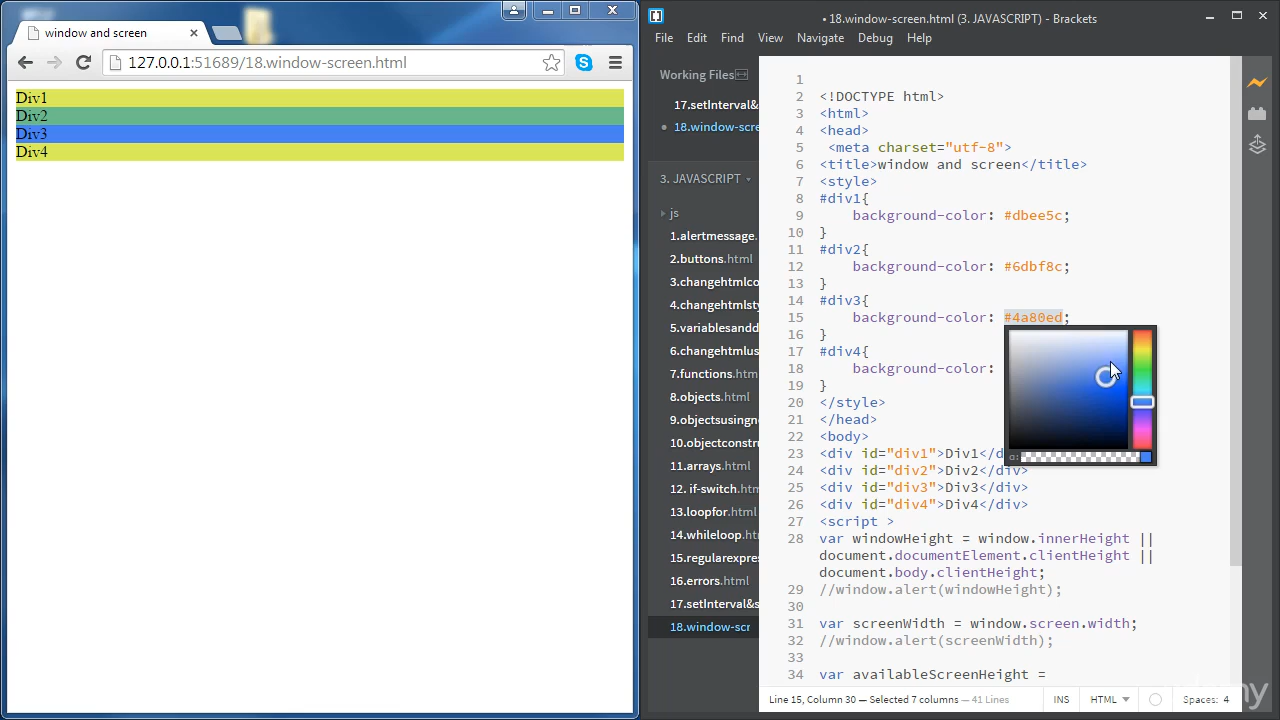 window and screen
127.0.0.1:51689/18.window-screen.html
Div1
Div2
Div3
Div4
• 18.window-screen.html (3. JAVASCRIPT) - Brackets
File Edit Find View Navigate Debug Help
Working Files
17.setInterval&
18.window-scre
3. JAVASCRIPT
js
1.alertmessage.
2.buttons.html
3.changehtmlco
4.changehtmlsty
5.variablesandd
6.changehtmlus
7.functions.html
8.objects.html
9.objectsusingn
10.objectconstru
11.arrays.html
12. if-switch.htm
13.loopfor.html
14.whileloop.htm
15.regularexpre
16.errors.html
17.setInterval&s
18.window-scr
1
2 <!DOCTYPE html>
3 <html>
4 <head>
5 <meta charset="utf-8">
6 <title>window and screen</title>
7 <style>
8 #div1{
9 background-color: #dbee5c;
10 }
11 #div2{
12 background-color: #6dbf8c;
13 }
14 #div3{
15 background-color: #4a80ed;
16 }
17 #div4{
18 background-color:
19 }
20 </style>
21 </head>
22 <body>
23 <div id="div1">Div1</d
24 <div id="div2">Div2</div>
25 <div id="div3">Div3</div>
26 <div id="div4">Div4</div>
27 <script >
28 var windowHeight = window.innerHeight ||
document.documentElement.clientHeight ||
document.body.clientHeight;
29 //window.alert(windowHeight);
30
31 var screenWidth = window.screen.width;
32 //window.alert(screenWidth);
33
34 var availableScreenHeight =
Line 15, Column 30 — Selected 7 columns — 41 Lines
INS
HTML
Spaces: 4